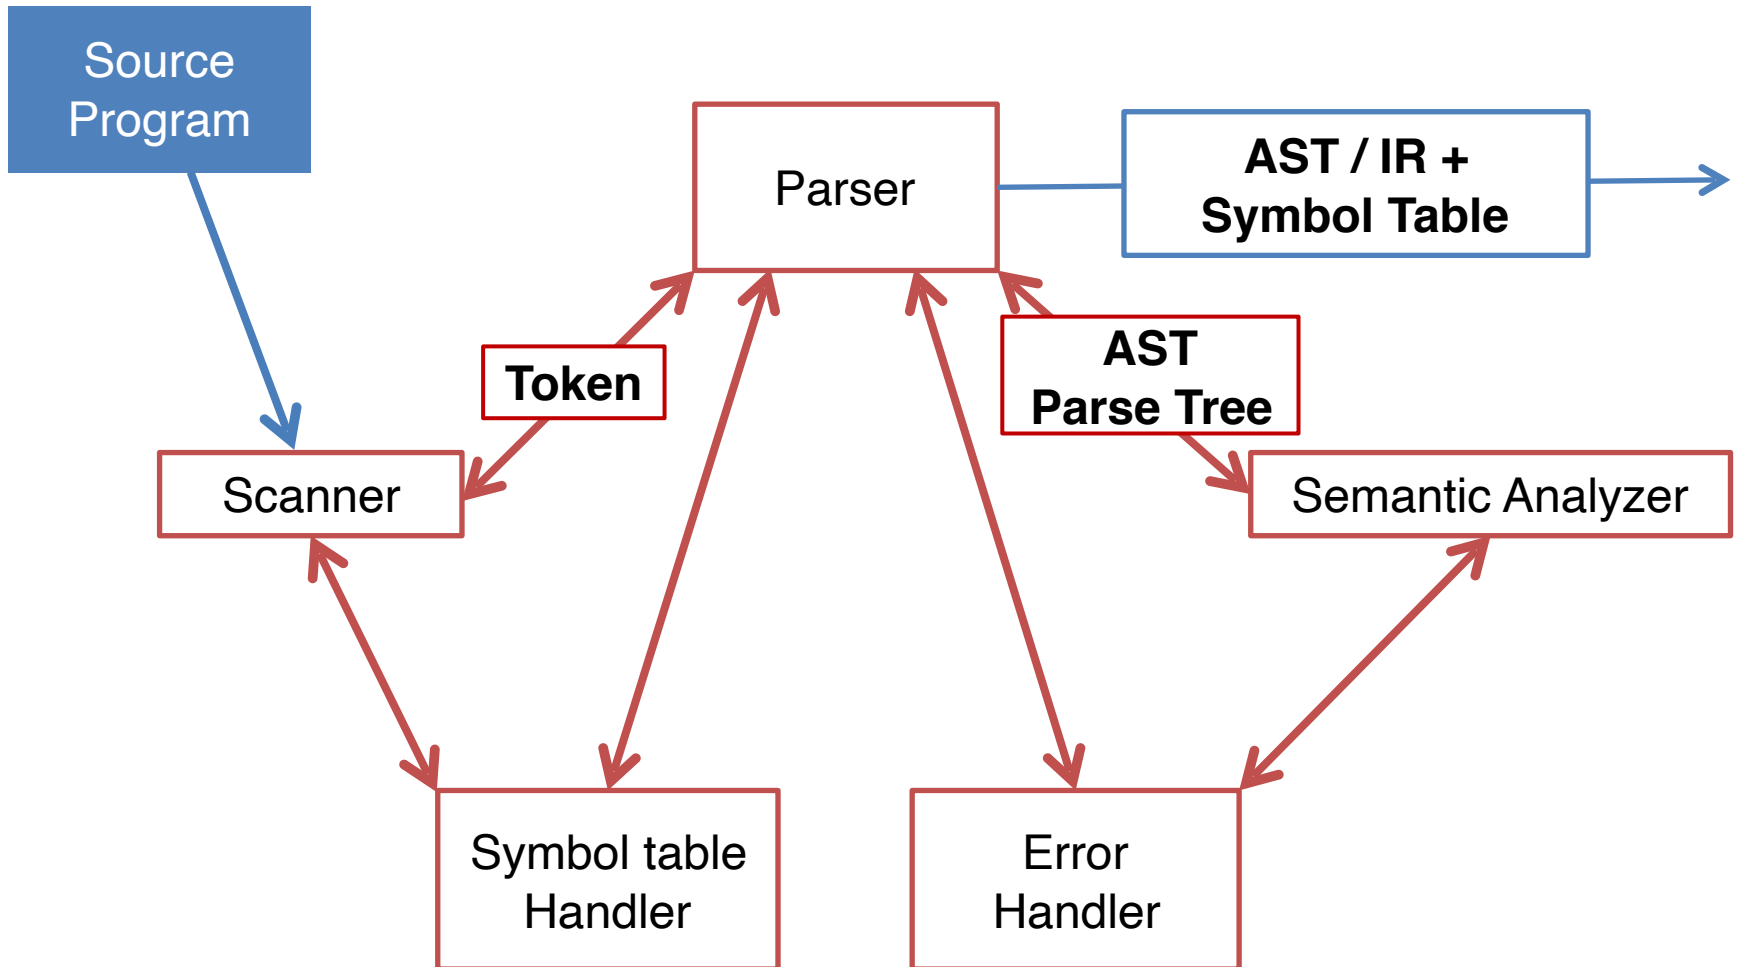 Source
Program
Parser
AST / IR +
Symbol Table
Token
AST
Parse Tree
Scanner
Semantic Analyzer
Symbol table
Handler
Error
Handler